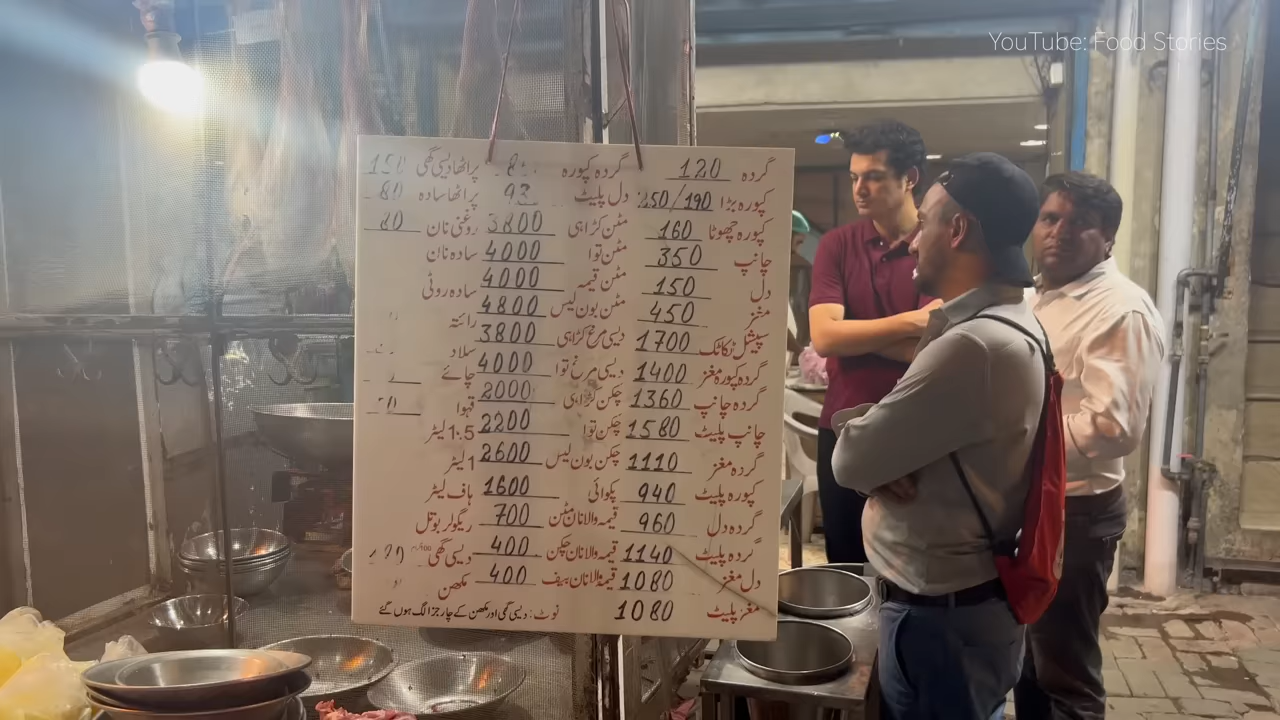 YouTube: Food Stories
گردہ 120
کپورہ بڑا 190/
کپورہ چھوٹا 160
چانپ 350
دل 150
مغز 450
سپیشل ٹکاٹک 1700
گردہ کپورہ مغز 1400
گردہ چانپ 1360
چانپ پلیٹ 1580
گردہ مغز 1110
کپورہ پلیٹ 940
گردہ دل 960
گردہ پلیٹ 1140
دل مغز 1080
مغز پلیٹ 1080
گردہ کپورہ
دل پلیٹ
مٹن کڑاہی 3800
مٹن توا 4000
مٹن قیمہ 4000
مٹن بون لیس 4800
دیسی مرغ کڑاہی 3800
دیسی مرغ توا 4000
چکن کڑاہی 2000
چکن توا 2200
چکن بون لیس 2600
پکوائی 1600
قیمہ والا نان مٹن 700
قیمہ والا نان چکن 400
قیمہ والا نان بیف 400
پراٹھا دیسی گھی
پراٹھا سادہ 80
روغنی نان 80
سادہ نان
سادہ روٹی
رائتہ
سلاد
چائے
قہوا
1.5 لیٹر
1 لیٹر
ہاف لیٹر
ریگولر بوتل
دیسی گھی
مکھن
نوٹ: دیسی گھی اور مکھن کے چارجز الگ ہوں گے